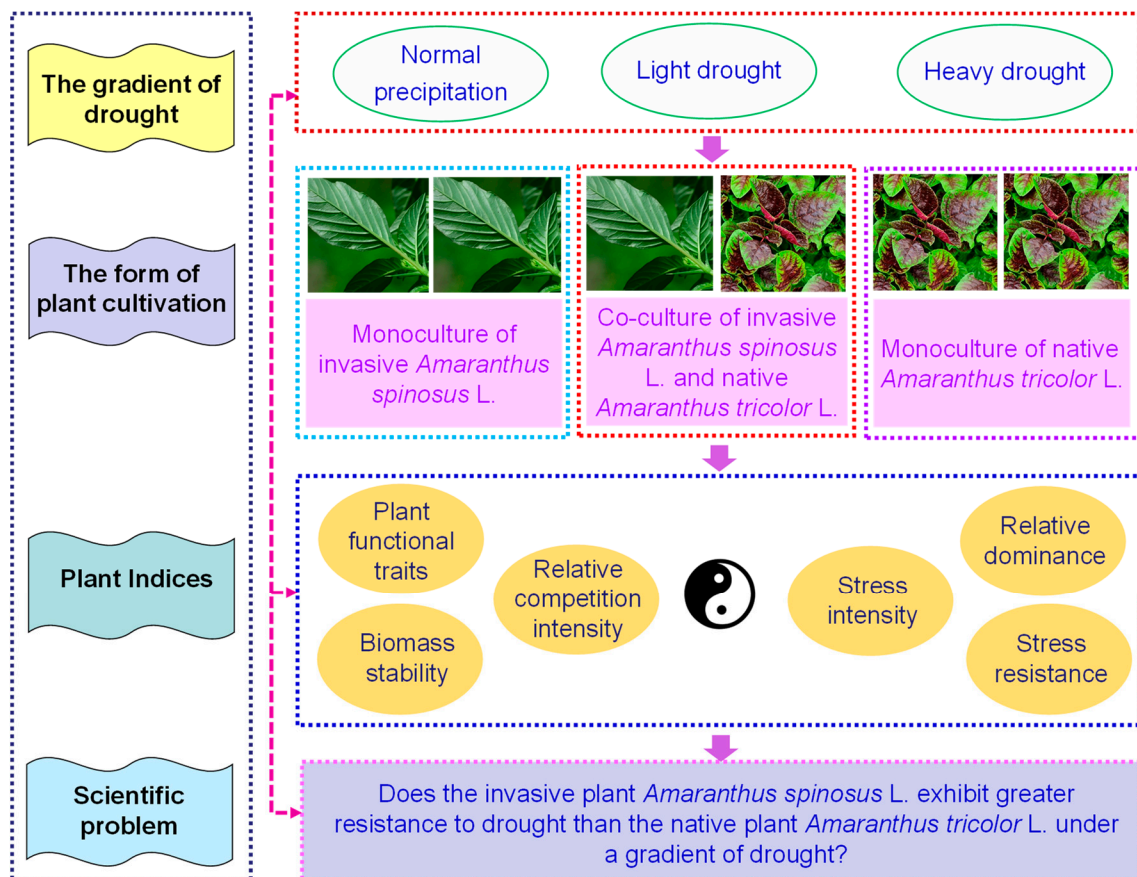 The gradient of
drought
Normal
precipitation
Light drought
Heavy drought
The form of
plant cultivation
Monoculture of
invasive Amaranthus
spinosus L.
Co-culture of invasive
Amaranthus spinosus
L. and native
Amaranthus tricolor L.
Monoculture of native
Amaranthus tricolor L.
Plant Indices
Plant
functional
traits
Biomass
stability
Relative
competition
intensity
Stress
intensity
Relative
dominance
Stress
resistance
Scientific
problem
Does the invasive plant Amaranthus spinosus L. exhibit greater
resistance to drought than the native plant Amaranthus tricolor L. under
a gradient of drought?